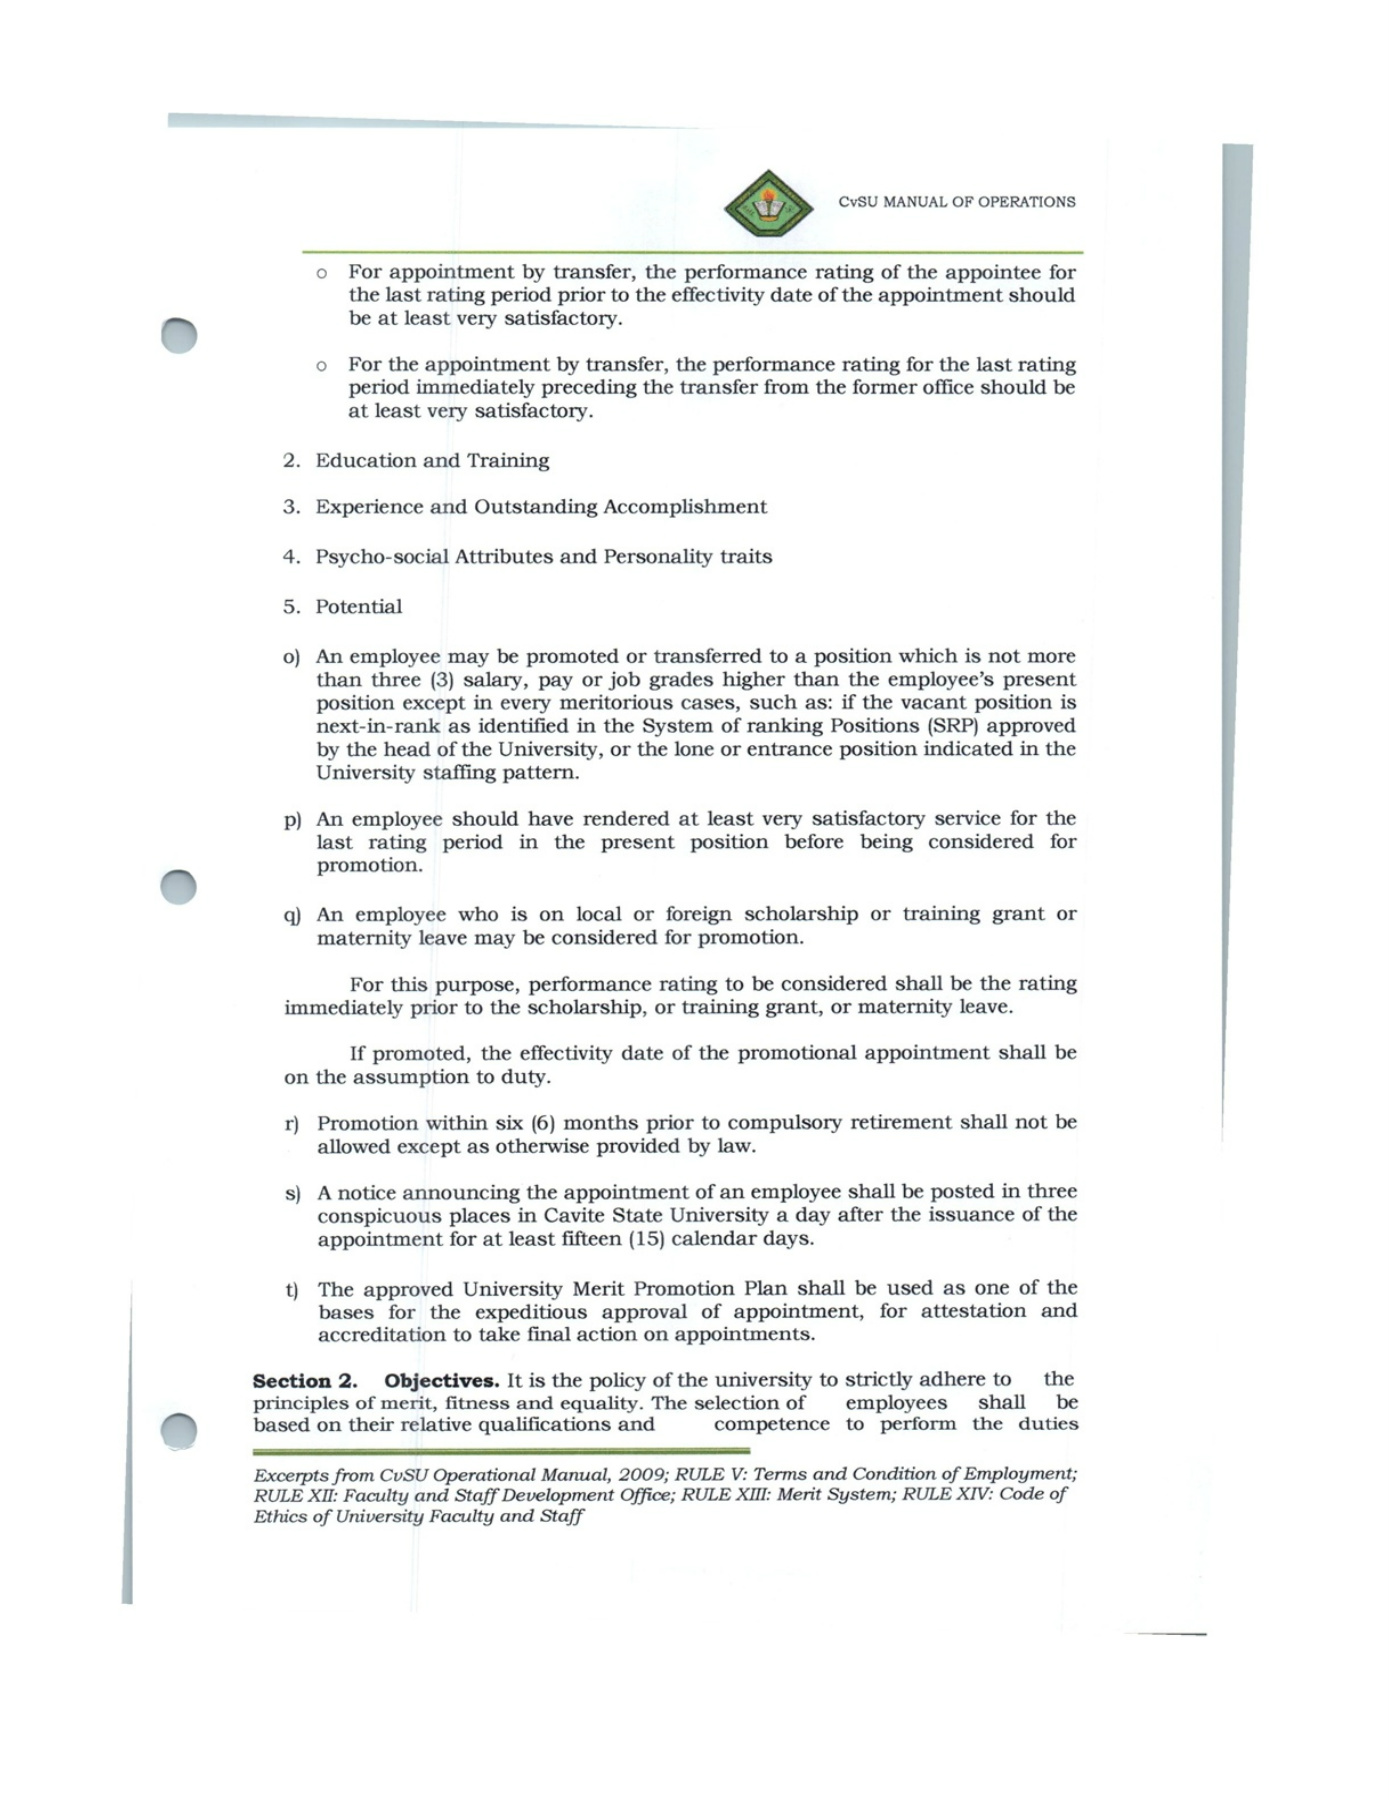 CvSU MANUAL OF OPERATIONS
o For appointment by transfer, the performance rating of the appointee for
the last rating period prior to the effectivity date of the appointment should
be at least very satisfactory.
o For the appointment by transfer, the performance rating for the last rating
period immediately preceding the transfer from the former office should be
at least very satisfactory.
2. Education and Training
3. Experience and Outstanding Accomplishment
4. Psycho-social Attributes and Personality traits
5. Potential
o) An employee may be promoted or transferred to a position which is not more
than three (3) salary, pay or job grades higher than the employee's present
position except in every meritorious cases, such as: if the vacant position is
next-in-rank as identified in the System of ranking Positions (SRP) approved
by the head of the University, or the lone or entrance position indicated in the
University staffing pattern.
p) An employee should have rendered at least very satisfactory service for the
last rating period in the present position before being considered for
promotion.
q) An employee who is on local or foreign scholarship or training grant or
maternity leave may be considered for promotion.
For this purpose, performance rating to be considered shall be the rating
immediately prior to the scholarship, or training grant, or maternity leave.
If promoted, the effectivity date of the promotional appointment shall be
on the assumption to duty.
r) Promotion within six (6) months prior to compulsory retirement shall not be
allowed except as otherwise provided by law.
s) A notice announcing the appointment of an employee shall be posted in three
conspicuous places in Cavite State University a day after the issuance of the
appointment for at least fifteen (15) calendar days.
t) The approved University Merit Promotion Plan shall be used as one of the
bases for the expeditious approval of appointment, for attestation and
accreditation to take final action on appointments.
Section 2. Objectives. It is the policy of the university to strictly adhere to the
principles of merit, fitness and equality. The selection of employees shall be
based on their relative qualifications and competence to perform the duties
Excerpts from CvSU Operational Manual, 2009; RULE V: Terms and Condition of Employment;
RULE XII: Faculty and Staff Development Office; RULE XIII: Merit System; RULE XIV: Code of
Ethics of University Faculty and Staff